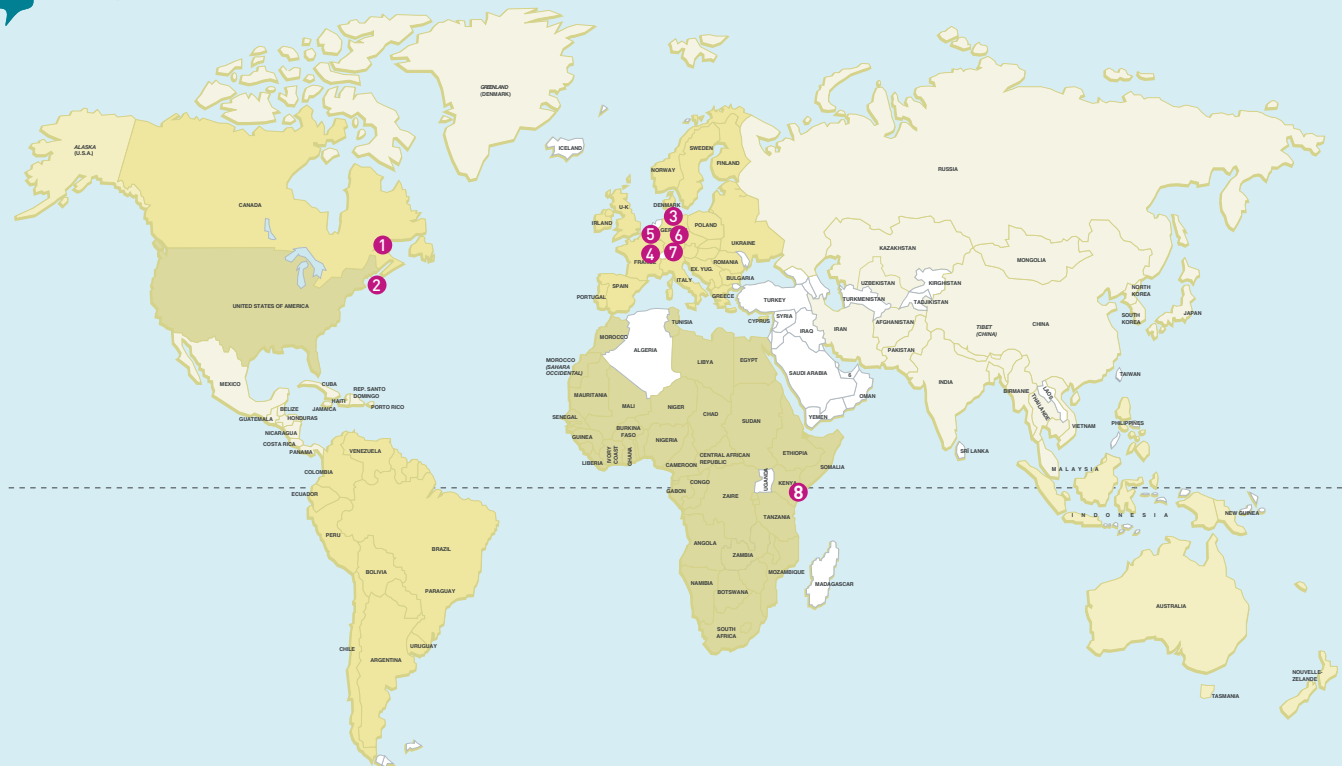 GREENLAND
(DENMARK)
ALASKA
(U.S.A.)
ICELAND
SWEDEN
FINLAND
NORWAY
RUSSIA
CANADA
U-K
DENMARK
IRLAND
3
POLAND
5
6
UKRAINE
1
4
7
FRANCE
KAZAKHSTAN
MONGOLIA
ROMANIA
EX. YUG.
BULGARIA
ITALY
2
SPAIN
PORTUGAL
GREECE
UNITED STATES OF AMERICA
TURKEY
UZBEKISTAN
KIRGHISTAN
TURKMENISTAN
TADJIKISTAN
NORTH
KOREA
SOUTH
KOREA
JAPAN
TUNISIA
CYPRUS
SYRIA
IRAQ
IRAN
AFGHANISTAN
TIBET
(CHINA)
CHINA
MOROCCO
ALGERIA
PAKISTAN
MOROCCO
(SAHARA
OCCIDENTAL)
LIBYA
EGYPT
SAUDI ARABIA
6
TAIWAN
MEXICO
CUBA
HAITI
REP. SANTO
DOMINGO
INDIA
BIRMANIE
LAOS
OMAN
MAURITANIA
MALI
NIGER
CHAD
SUDAN
YEMEN
THAILANDE
VIETNAM
PHILIPPINES
BELIZE
JAMAICA
PORTO RICO
GUATEMALA
HONDURAS
NICARAGUA
COSTA RICA
PANAMA
SENEGAL
GUINEA
BURKINA
FASO
IVORY
COAST
GHANA
LIBERIA
NIGERIA
CAMEROON
CENTRAL AFRICAN
REPUBLIC
ETHIOPIA
SOMALIA
SRI LANKA
MALAYSIA
VENEZUELA
COLOMBIA
ECUADOR
CONGO
GABON
ZAIRE
UGANDA
KENYA
8
TANZANIA
INDONESIA
NEW GUINEA
PERU
BRAZIL
BOLIVIA
PARAGUAY
ANGOLA
ZAMBIA
MOZAMBIQUE
NAMIBIA
BOTSWANA
MADAGASCAR
AUSTRALIA
SOUTH
AFRICA
CHILE
URUGUAY
ARGENTINA
NOUVELLE-
ZELANDE
TASMANIA